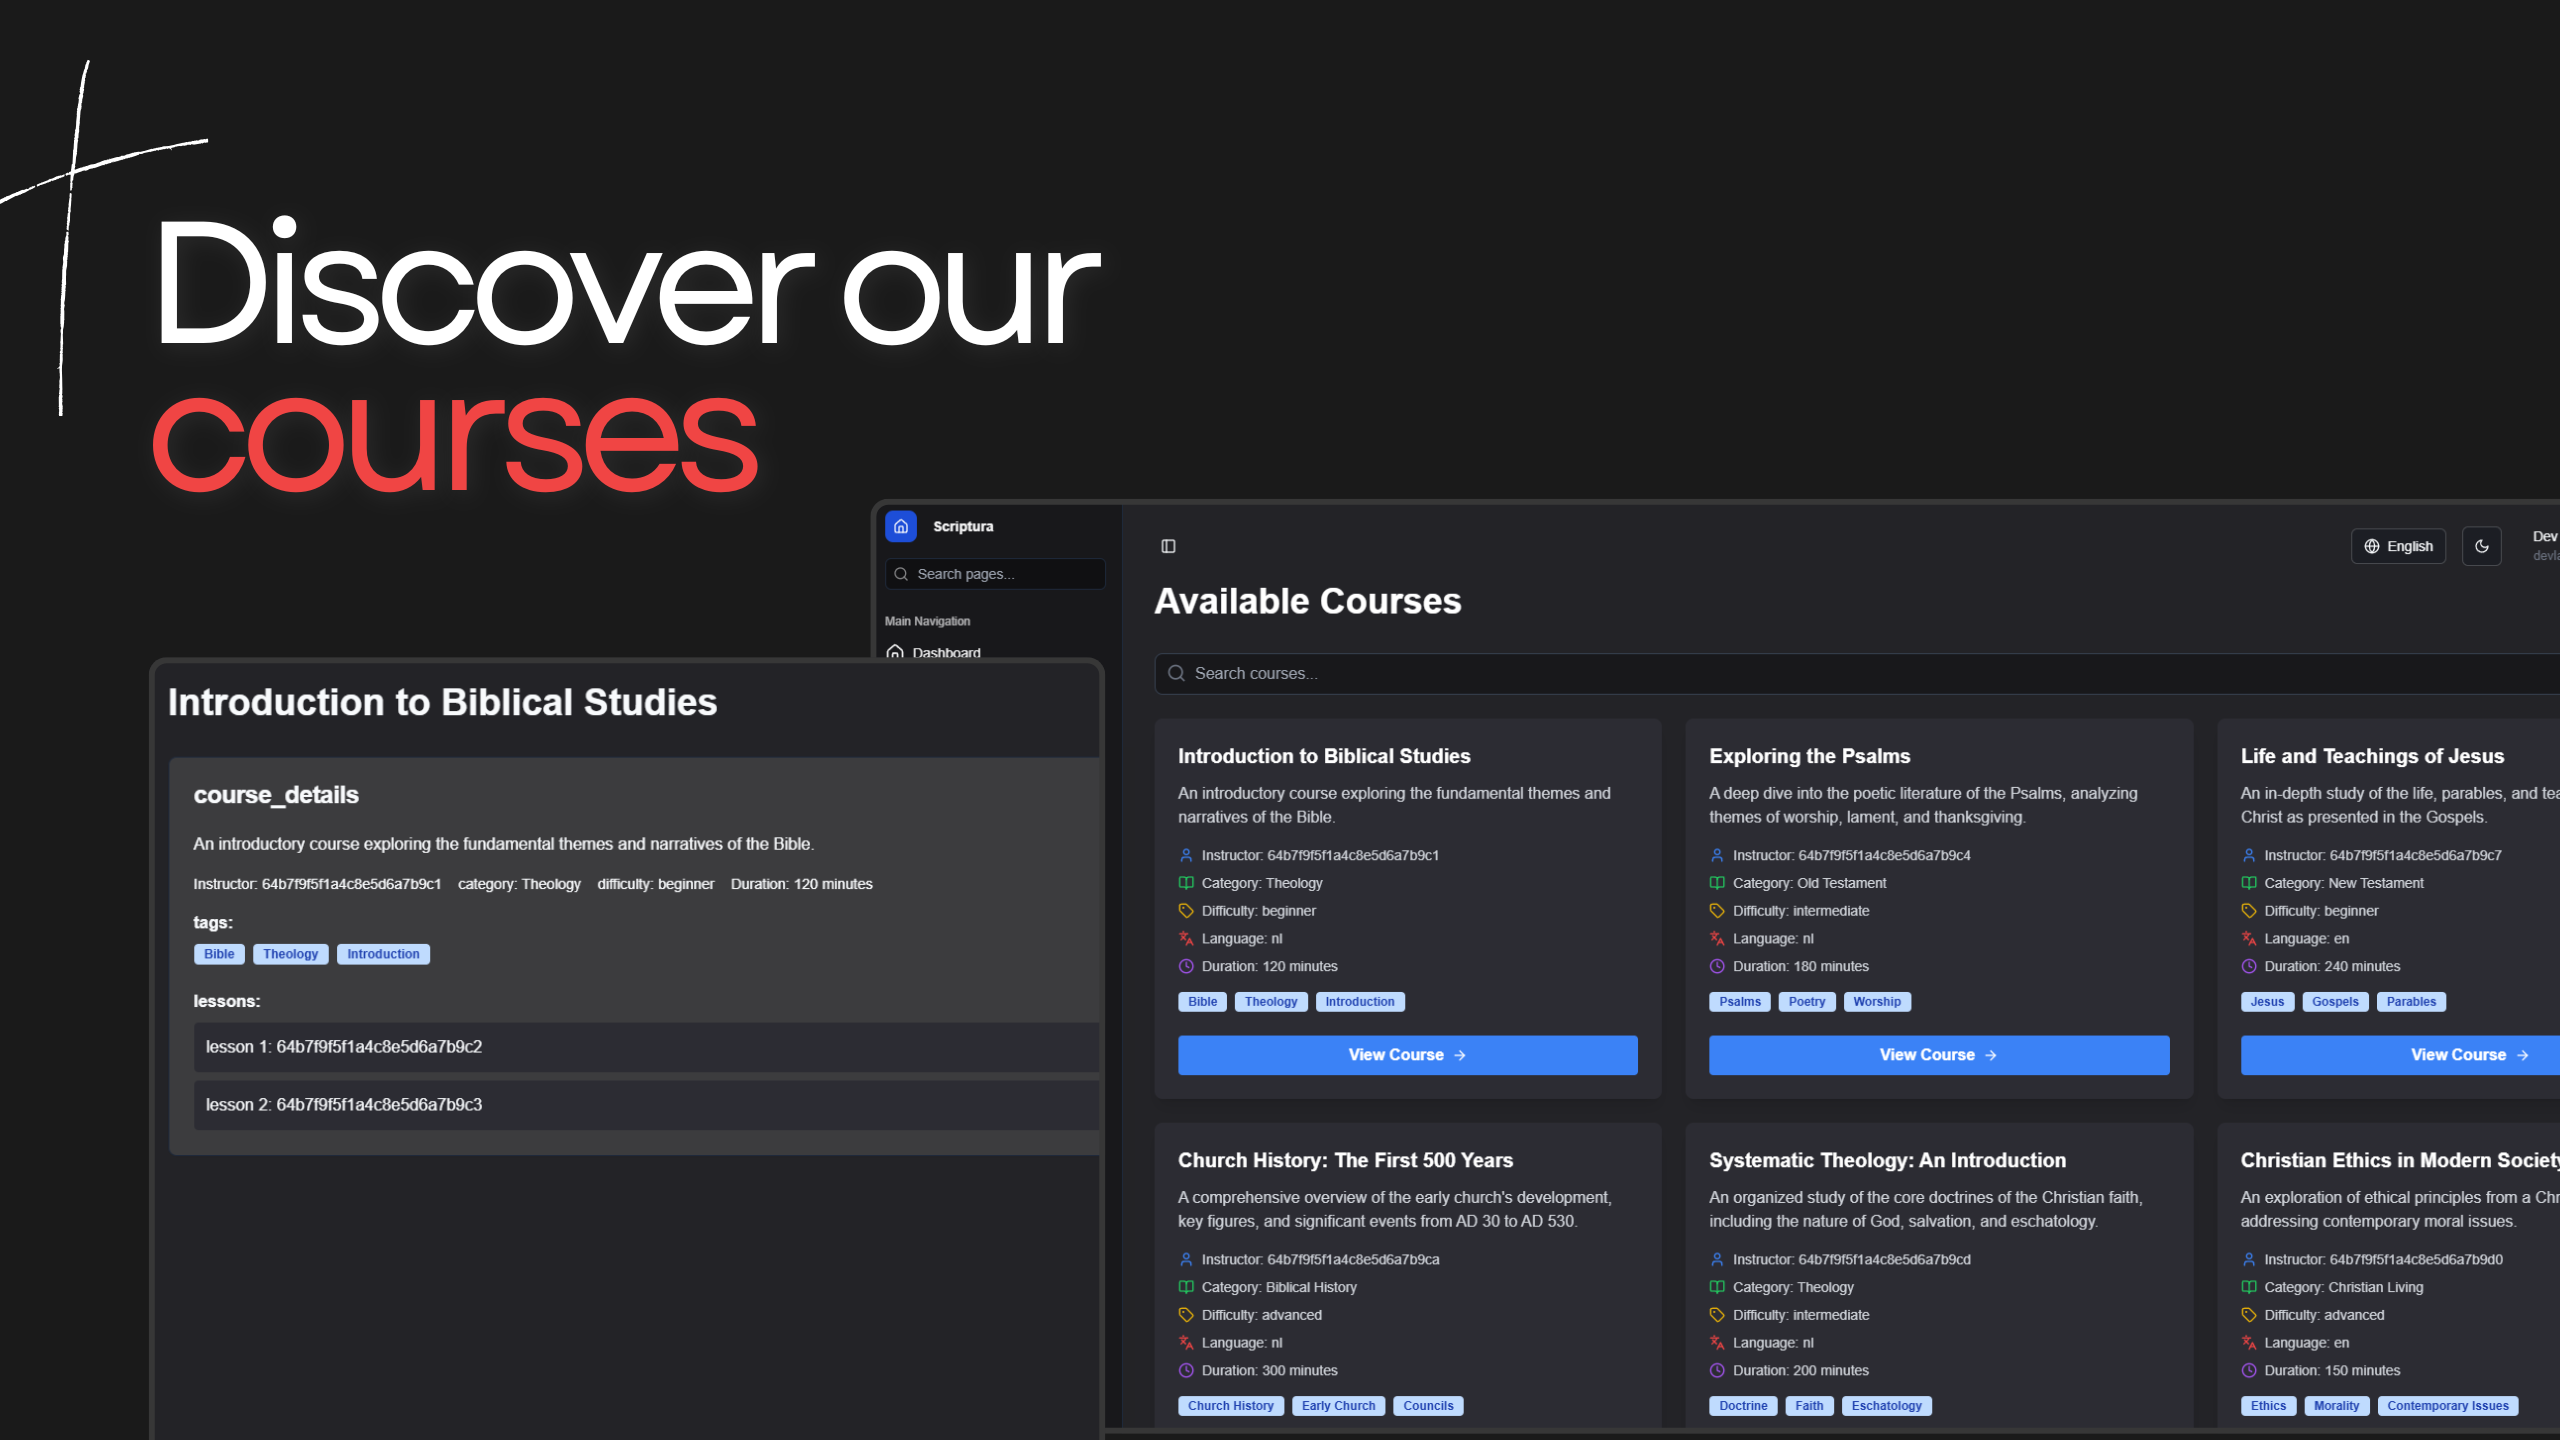 Discover our
courses
Scriptura
Search pages...
Main Navigation
Dashboard
English
Dev
Available Courses
Search courses...
Introduction to Biblical Studies
An introductory course exploring the fundamental themes and
narratives of the Bible.
Instructor: 64b7f9f5f1a4c8e5d6a7b9c1
Category: Theology
Difficulty: beginner
Language: nl
Duration: 120 minutes
Bible Theology Introduction
View Course
Exploring the Psalms
A deep dive into the poetic literature of the Psalms, analyzing
themes of worship, lament, and thanksgiving.
Instructor: 64b7f9f5f1a4c8e5d6a7b9c4
Category: Old Testament
Difficulty: intermediate
Language: nl
Duration: 180 minutes
Psalms Poetry Worship
View Course
Life and Teachings of Jesus
An in-depth study of the life, parables, and
Christ as presented in the Gospels.
Instructor: 64b7f9f5f1a4c8e5d6a7b9c7
Category: New Testament
Difficulty: beginner
Language: en
Duration: 240 minutes
Jesus Gospels Parables
View Course
Church History: The First 500 Years
A comprehensive overview of the early church's development,
key figures, and significant events from AD 30 to AD 530.
Instructor: 64b7f9f5f1a4c8e5d6a7b9ca
Category: Biblical History
Difficulty: advanced
Language: nl
Duration: 300 minutes
Church History Early Church Councils
Systematic Theology: An Introduction
An organized study of the core doctrines of the Christian faith,
including the nature of God, salvation, and eschatology.
Instructor: 64b7f9f5f1a4c8e5d6a7b9cd
Category: Theology
Difficulty: intermediate
Language: nl
Duration: 200 minutes
Doctrine Faith Eschatology
Christian Ethics in Modern Society
An exploration of ethical principles from a
addressing contemporary moral issues.
Instructor: 64b7f9f5f1a4c8e5d6a7b9d0
Category: Christian Living
Difficulty: advanced
Language: en
Duration: 150 minutes
Ethics Morality Contemporary Issues
Introduction to Biblical Studies
course_details
An introductory course exploring the fundamental themes and narratives of the Bible.
Instructor: 64b7f9f5f1a4c8e5d6a7b9c1 category: Theology difficulty: beginner Duration: 120 minutes
tags:
Bible Theology Introduction
lessons:
lesson 1: 64b7f9f5f1a4c8e5d6a7b9c2
lesson 2: 64b7f9f5f1a4c8e5d6a7b9c3